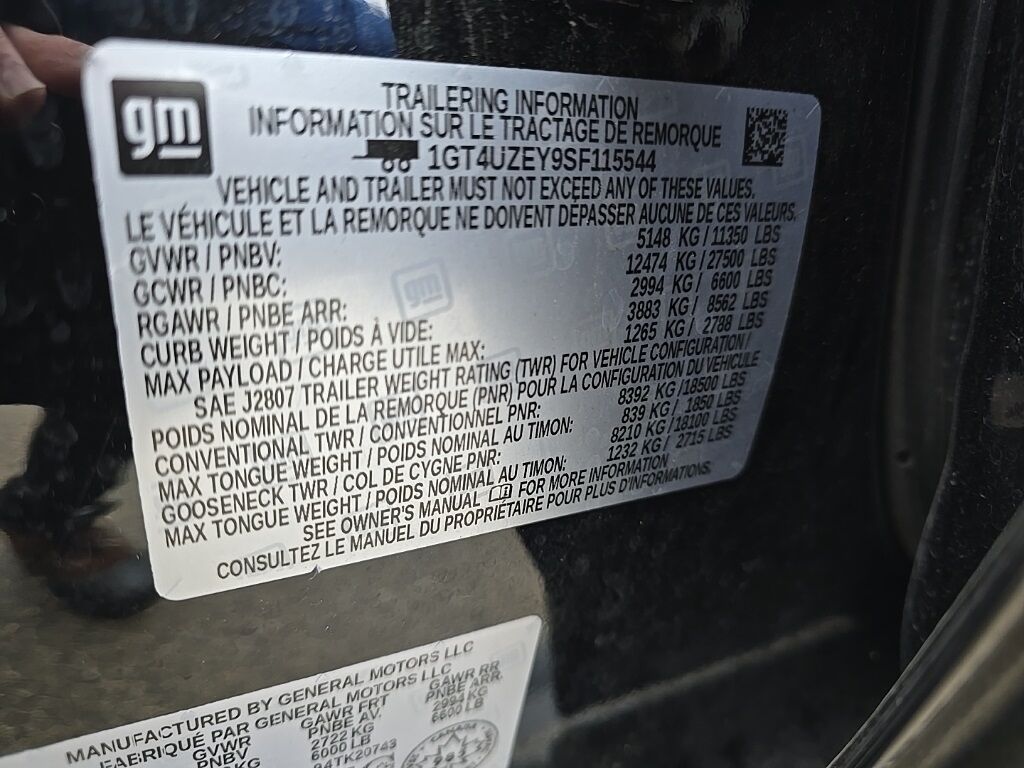 gm
TRAILERING INFORMATION
INFORMATION SUR LE TRACTAGE DE REMORQUE
1GT4UZEY9SF115544
VEHICLE AND TRAILER MUST NOT EXCEED ANY OF THESE VALUES.
LE VÉHICULE ET LA REMORQUE NE DOIVENT DÉPASSER AUCUNE DE CES VALEURS.
GVWR / PNBV: 5148 KG / 11350 LBS
GCWR / PNBC: 12474 KG / 27500 LBS
RGAWR / PNBE ARR: 2994 KG / 6600 LBS
CURB WEIGHT / POIDS À VIDE: 3883 KG / 8562 LBS
MAX PAYLOAD / CHARGE UTILE MAX: 1265 KG / 2788 LBS
SAE J2807 TRAILER WEIGHT RATING (TWR) FOR VEHICLE CONFIGURATION /
POIDS NOMINAL DE LA REMORQUE (PNR) POUR LA CONFIGURATION DU VÉHICULE
CONVENTIONAL TWR / CONVENTIONNEL PNR: 8392 KG / 18500 LBS
MAX TONGUE WEIGHT / POIDS NOMINAL AU TIMON: 839 KG / 1850 LBS
GOOSENECK TWR / COL DE CYGNE PNR: 8210 KG / 18100 LBS
MAX TONGUE WEIGHT / POIDS NOMINAL AU TIMON: 1232 KG / 2715 LBS
SEE OWNER'S MANUAL FOR MORE INFORMATION.
CONSULTEZ LE MANUEL DU PROPRIÉTAIRE POUR PLUS D'INFORMATIONS.
MANUFACTURED BY GENERAL MOTORS LLC
FABRIQUÉ PAR GENERAL MOTORS LLC
GVWR GAWR FRT GAWR RR
PNBV PNBE AV. PNBE ARR.
KG 2722 KG 2994 KG
6000 LB 6600 LB
04TK20743